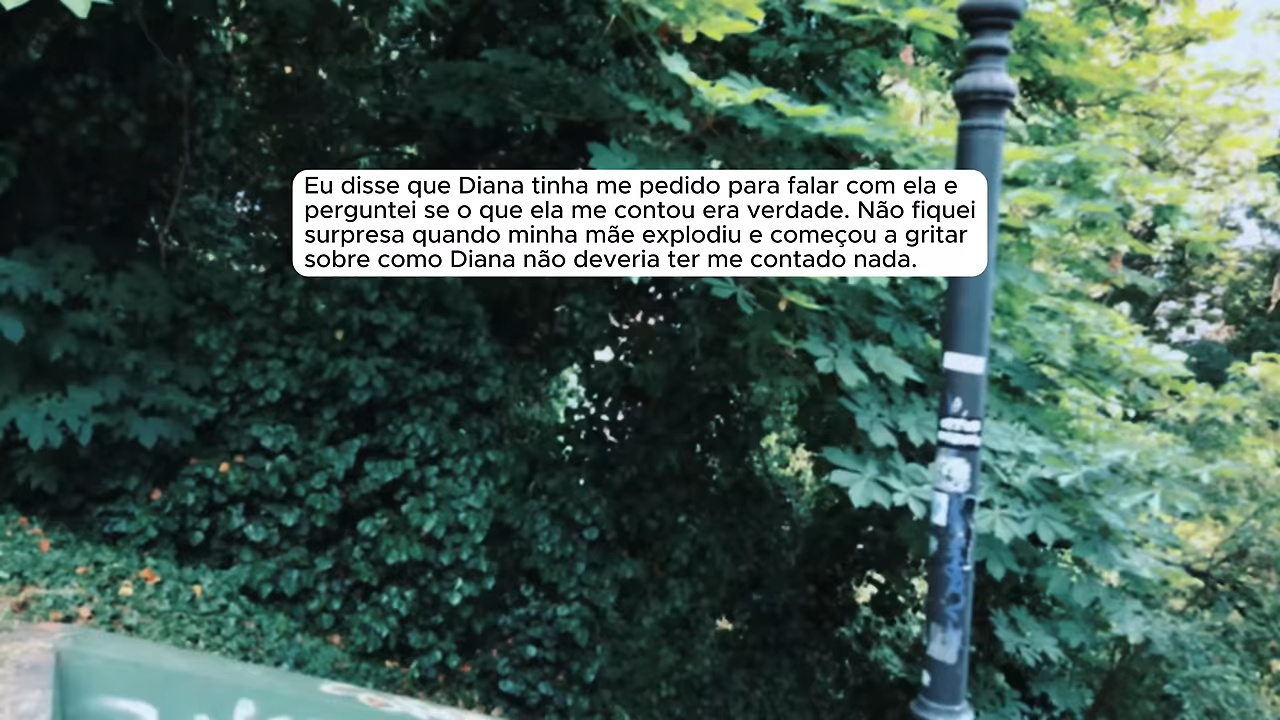 Eu disse que Diana tinha me pedido para falar com ela e
perguntei se o que ela me contou era verdade. Não fiquei
surpresa quando minha mãe explodiu e começou a gritar
sobre como Diana não deveria ter me contado nada.